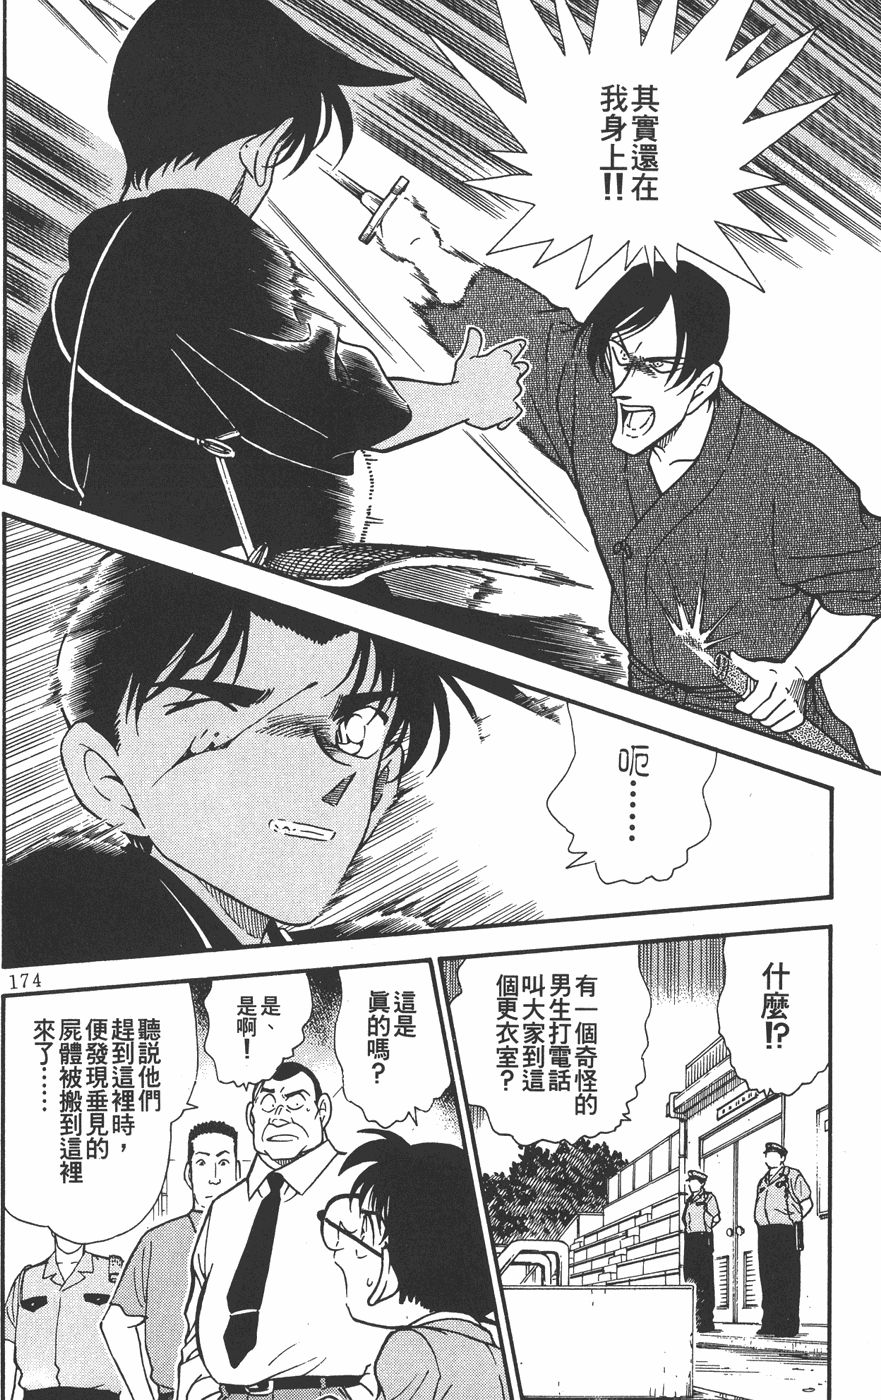 其實還在
我身上!!
呃……
174
什麼!?
有一個奇怪的
男生打電話
叫大家到這
個更衣室?
這是
真的嗎?
是、
是啊!
聽說他們
趕到這裡時，
便發現垂見的
屍體被搬到這裡
來了……